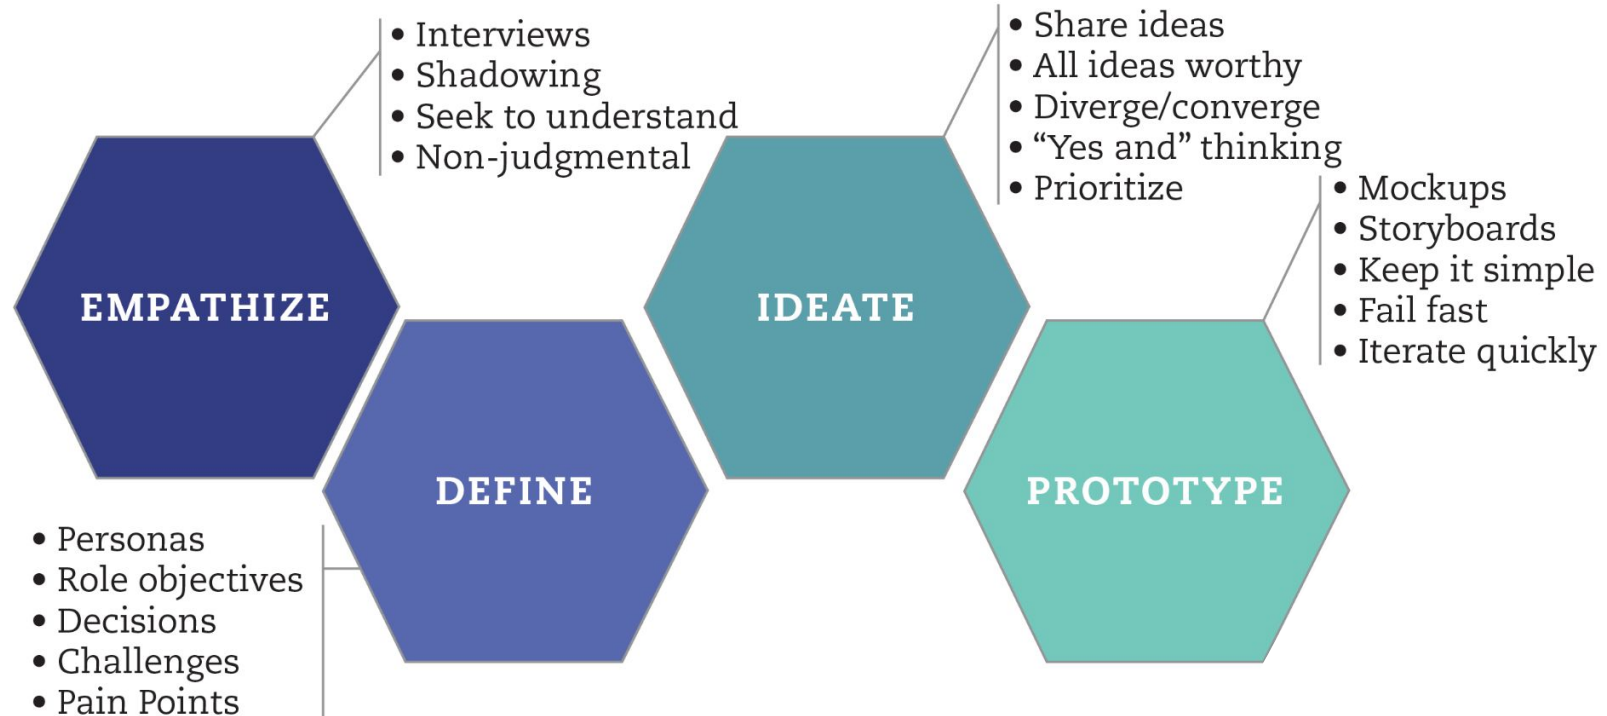 • Interviews
• Shadowing
• Seek to understand
• Non-judgmental
EMPATHIZE
• Personas
• Role objectives
• Decisions
• Challenges
• Pain Points
DEFINE
• Share ideas
• All ideas worthy
• Diverge/converge
• “Yes and” thinking
• Prioritize
IDEATE
• Mockups
• Storyboards
• Keep it simple
• Fail fast
• Iterate quickly
PROTOTYPE